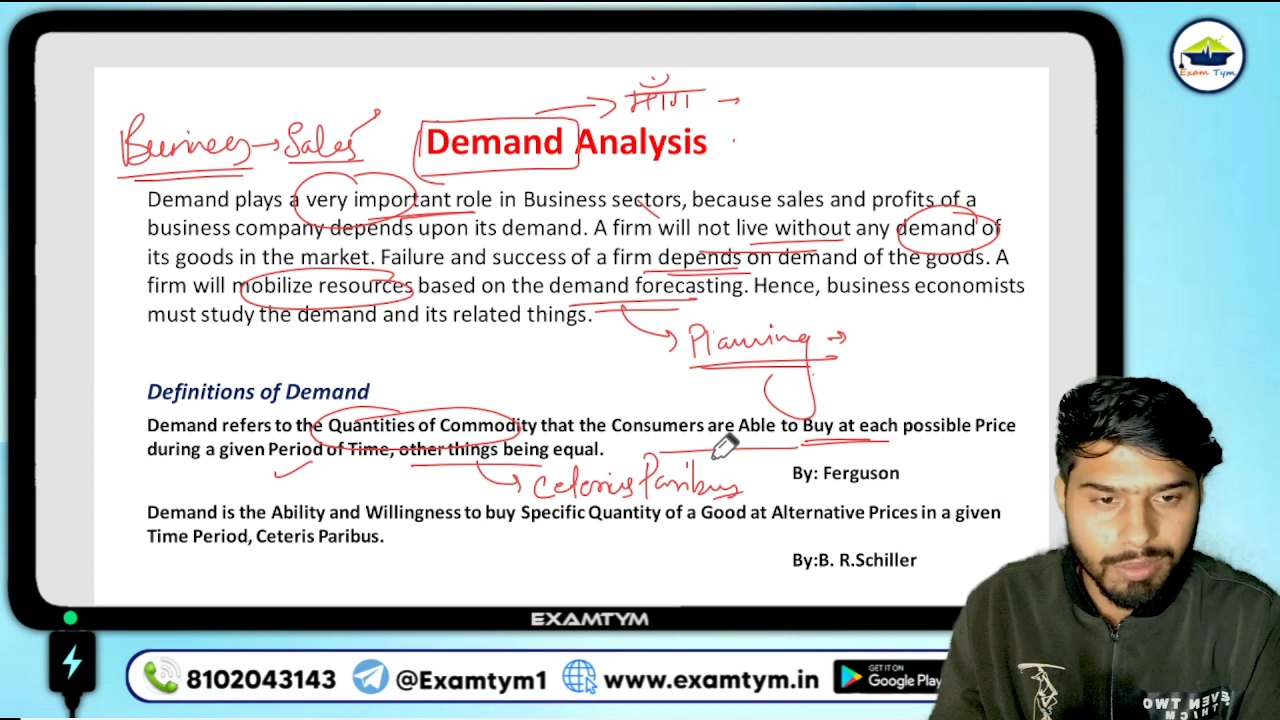 Exam Tym
माँग
Business → Sales
Demand Analysis
Demand plays a very important role in Business sectors, because sales and profits of a
business company depends upon its demand. A firm will not live without any demand of
its goods in the market. Failure and success of a firm depends on demand of the goods. A
firm will mobilize resources based on the demand forecasting. Hence, business economists
must study the demand and its related things.
Planning →
Definitions of Demand
Demand refers to the Quantities of Commodity that the Consumers are Able to Buy at each possible Price
during a given Period of Time, other things being equal.
Ceterius Paribus
By: Ferguson
Demand is the Ability and Willingness to buy Specific Quantity of a Good at Alternative Prices in a given
Time Period, Ceteris Paribus.
By:B. R.Schiller
EXAMTYM
8102043143 @Examtym1 www.examtym.in GET IT ON Google Play